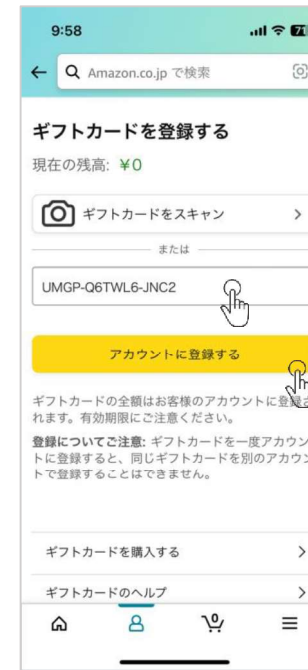 9:58
71
Amazon.co.jp で検索
ギフトカードを登録する
現在の残高: ¥0
ギフトカードをスキャン
または
UMGP-Q6TWL6-JNC2
アカウントに登録する
ギフトカードの全額はお客様のアカウントに登録さ
れます。有効期限にご注意ください。
登録についてご注意: ギフトカードを一度アカウン
トに登録すると、同じギフトカードを別のアカウン
トで登録することはできません。
ギフトカードを購入する
ギフトカードのヘルプ
0